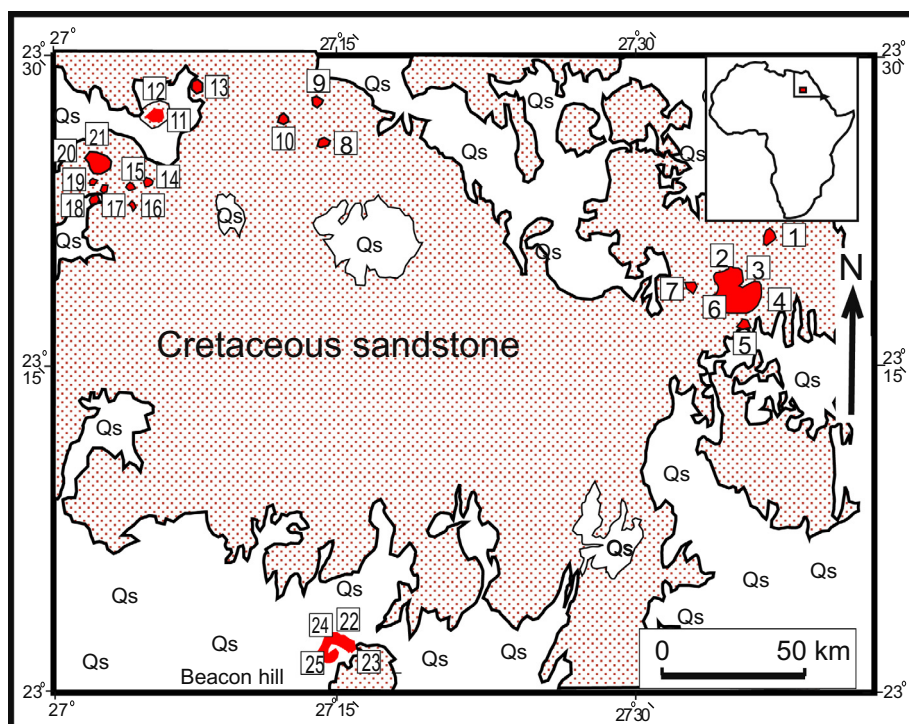 27° 27°15 27°30
23°30 23°30
Qs
12 13 9
11
10 8
Qs Qs Qs Qs
20 21 15 14
19
18 17 16
Qs Qs Qs Qs
1
2 3
7 6 4
5
N
Cretaceous sandstone
23°15 23°15
Qs
Qs Qs
Qs
Qs Qs Qs Qs
Qs
24 22
25 23
Qs Qs Qs Qs
Beacon hill
0 50 km
23° 23°
27° 27°15 27°30